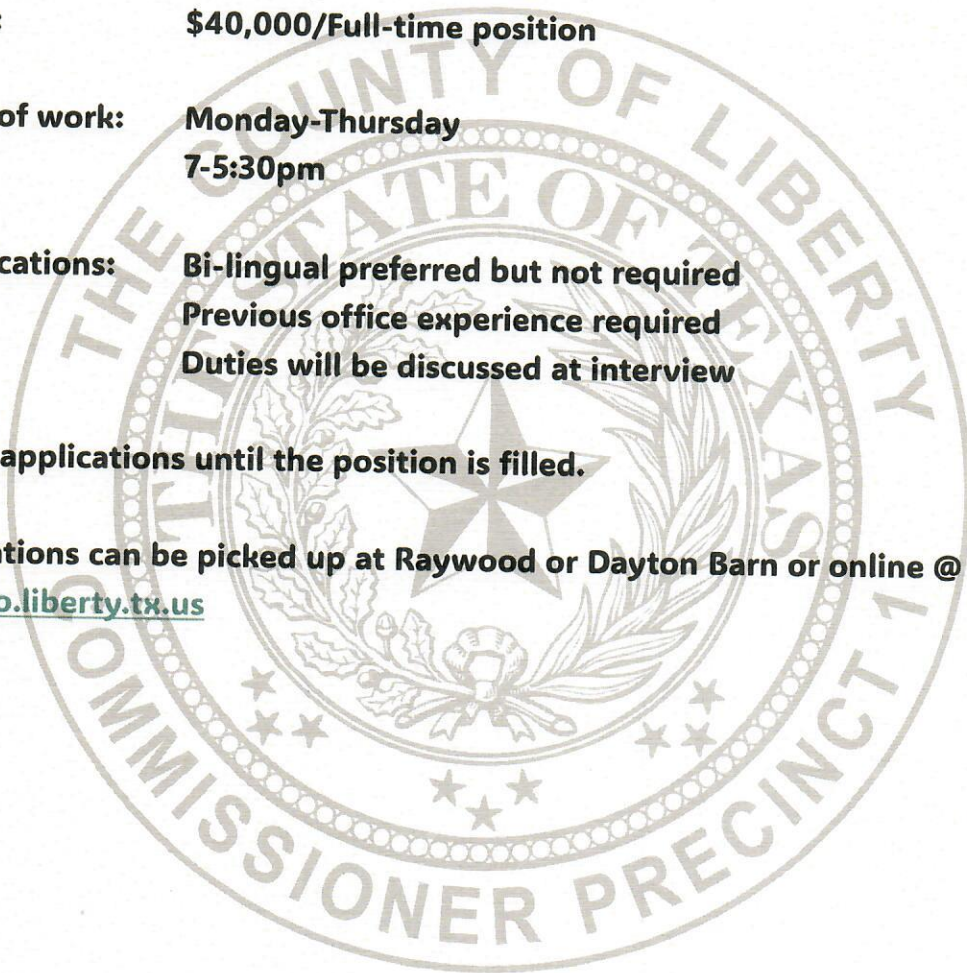 : $40,000/Full-time position
of work: Monday-Thursday
7-5:30pm
cations: Bi-lingual preferred but not required
Previous office experience required
Duties will be discussed at interview
applications until the position is filled.
ations can be picked up at Raywood or Dayton Barn or online @
o.liberty.tx.us
THE COUNTY OF LIBERTY
THE STATE OF TEXAS
COMMISSIONER PRECINCT 1